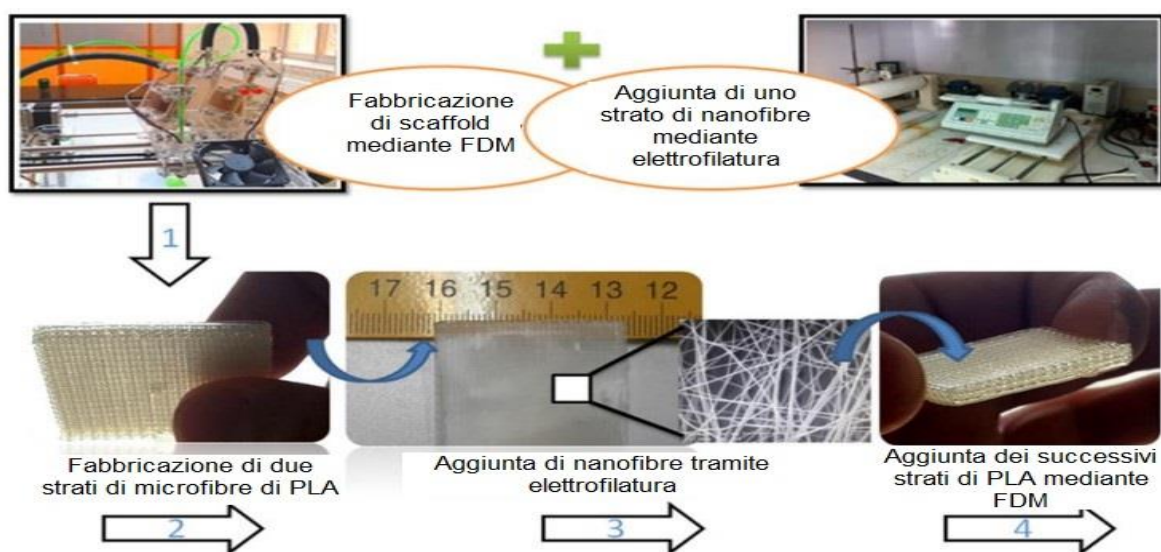 Fabbricazione
di scaffold
mediante FDM
Aggiunta di uno
strato di nanofibre
mediante
elettrofilatura
1
17 16 15 14 13 12
Fabbricazione di due
strati di microfibre di PLA
Aggiunta di nanofibre tramite
elettrofilatura
Aggiunta dei successivi
strati di PLA mediante
FDM
2
3
4